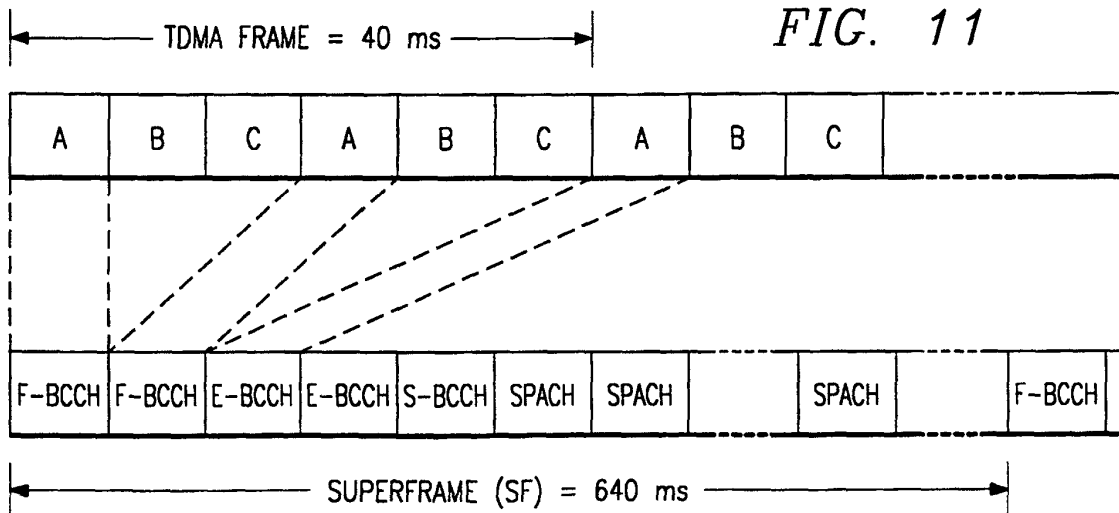 FIG. 11
TDMA FRAME = 40 ms
A B C A B C A B C
F-BCCH F-BCCH E-BCCH E-BCCH S-BCCH SPACH SPACH SPACH F-BCCH
SUPERFRAME (SF) = 640 ms